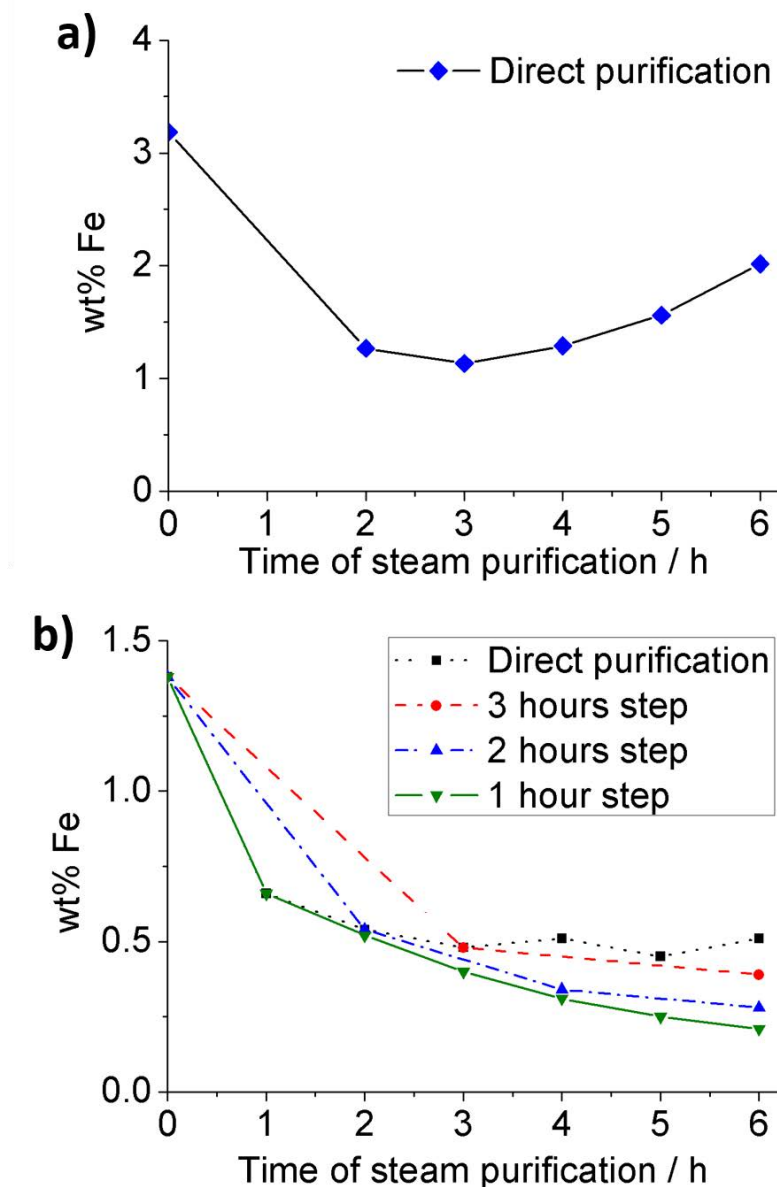 a)
Direct purification
4
3
2
1
0
wt% Fe
0 1 2 3 4 5 6
Time of steam purification / h
b)
Direct purification
3 hours step
2 hours step
1 hour step
1.5
1.0
0.5
0.0
wt% Fe
0 1 2 3 4 5 6
Time of steam purification / h